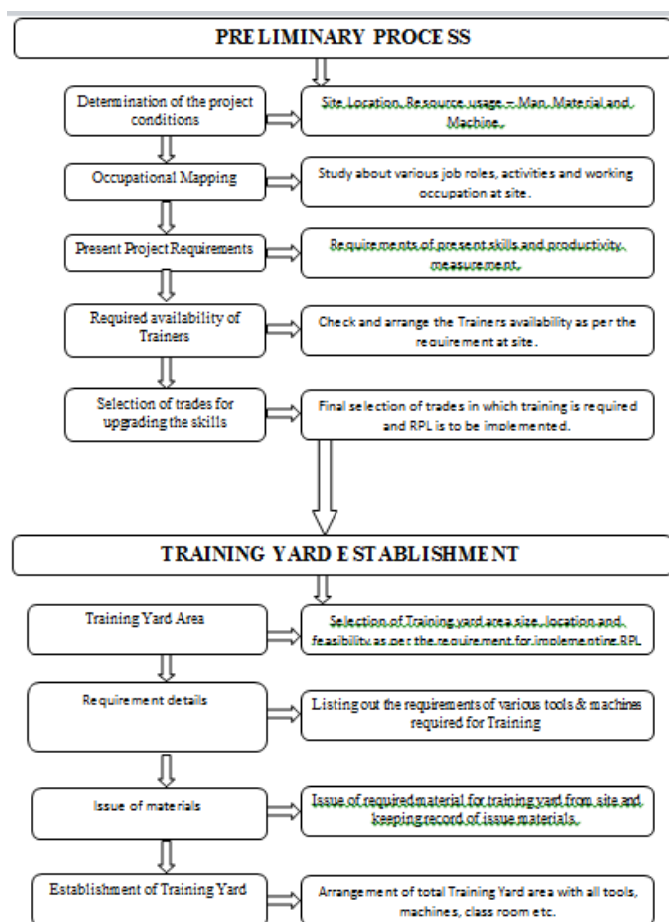 PRELIMINARY PROCESS
Determination of the project
conditions
Site Location, Resource usage – Man, Material and
Machine.
Occupational Mapping
Study about various job roles, activities and working
occupation at site.
Present Project Requirements
Requirements of present skills and productivity
measurement.
Required availability of
Trainers
Check and arrange the Trainers availability as per the
requirement at site.
Selection of trades for
upgrading the skills
Final selection of trades in which training is required
and RPL is to be implemented.
TRAINING YARD ESTABLISHMENT
Training Yard Area
Selection of Training yard area size, location and
feasibility as per the requirement for implementing RPL
Requirement details
Listing out the requirements of various tools & machines
required for Training
Issue of materials
Issue of required material for training yard from site and
keeping record of issue materials.
Establishment of Training Yard
Arrangement of total Training Yard area with all tools,
machines, class room etc.